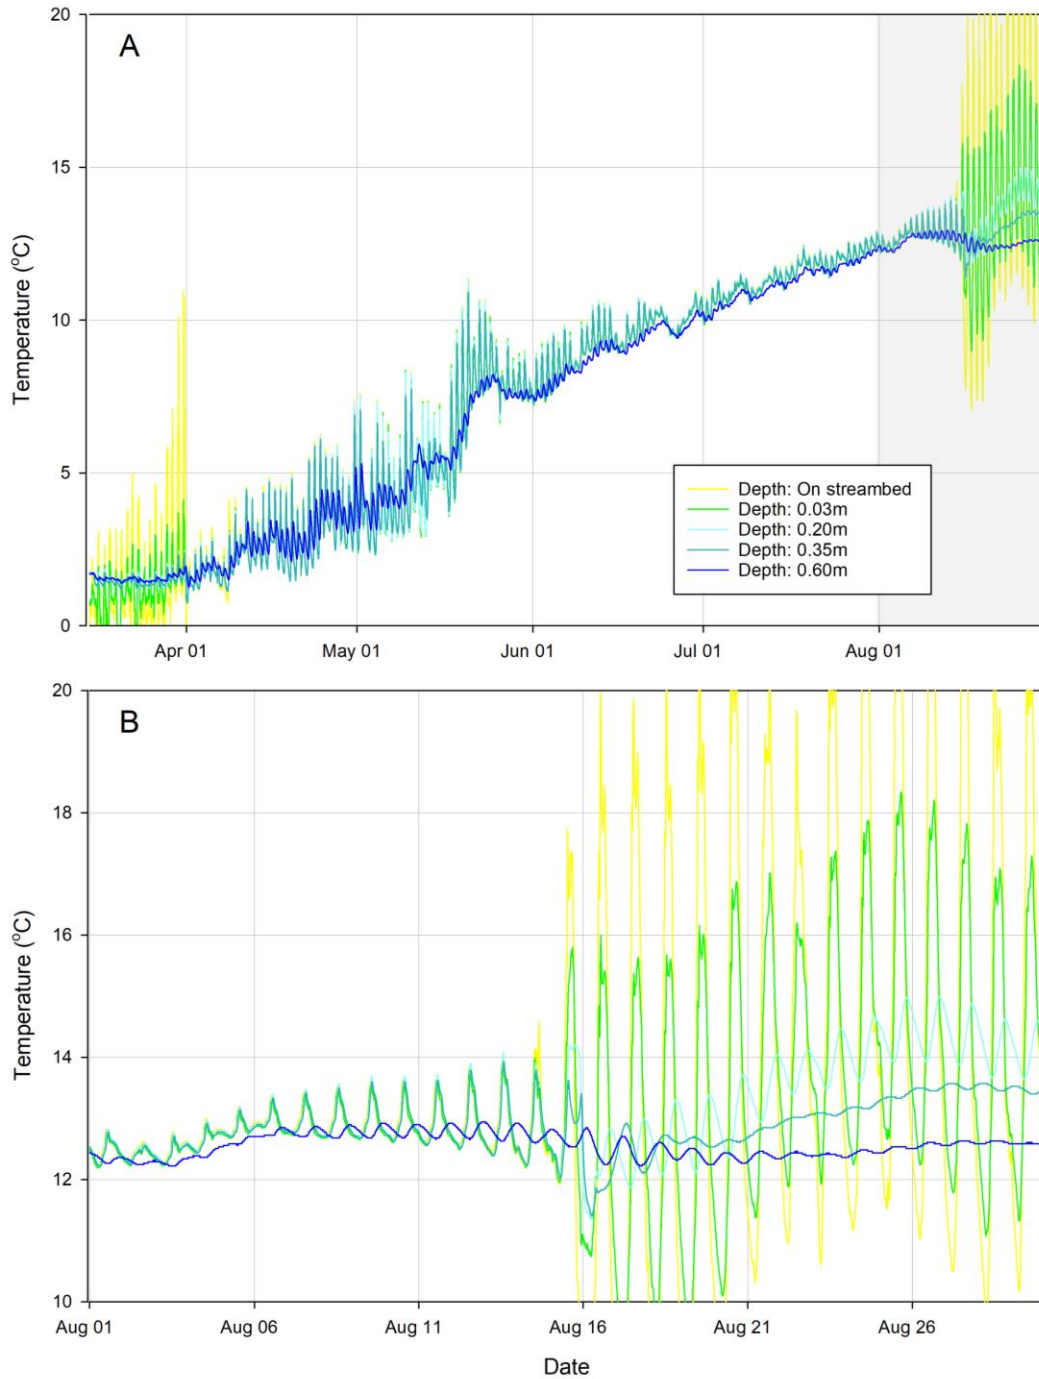 A
20
15
10
5
0
Temperature (°C)
Depth: On streambed
Depth: 0.03m
Depth: 0.20m
Depth: 0.35m
Depth: 0.60m
Apr 01 May 01 Jun 01 Jul 01 Aug 01
B
20
18
16
14
12
10
Temperature (°C)
Aug 01 Aug 06 Aug 11 Aug 16 Aug 21 Aug 26
Date